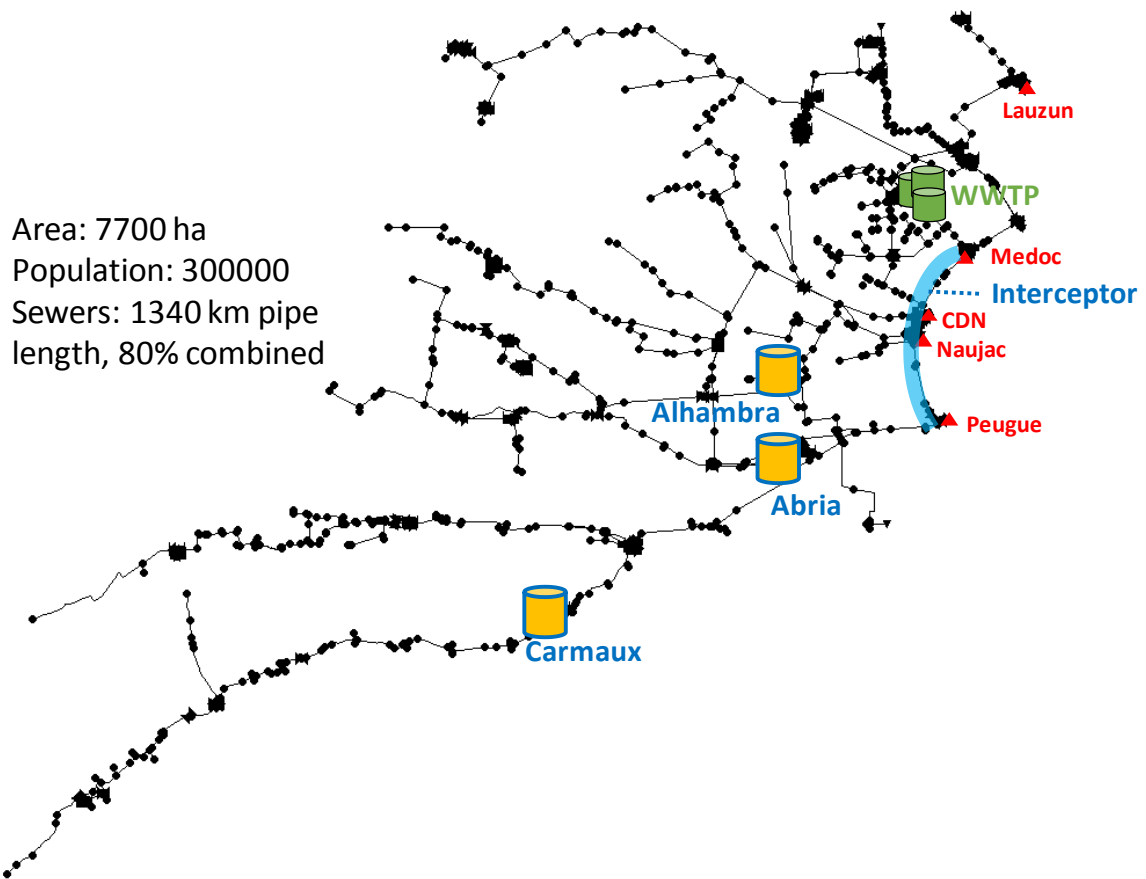 Lauzun
WWTP
Area: 7700 ha
Population: 300000
Sewers: 1340 km pipe
length, 80% combined
Medoc
Interceptor
CDN
Naujac
Alhambra
Peugue
Abria
Carmaux